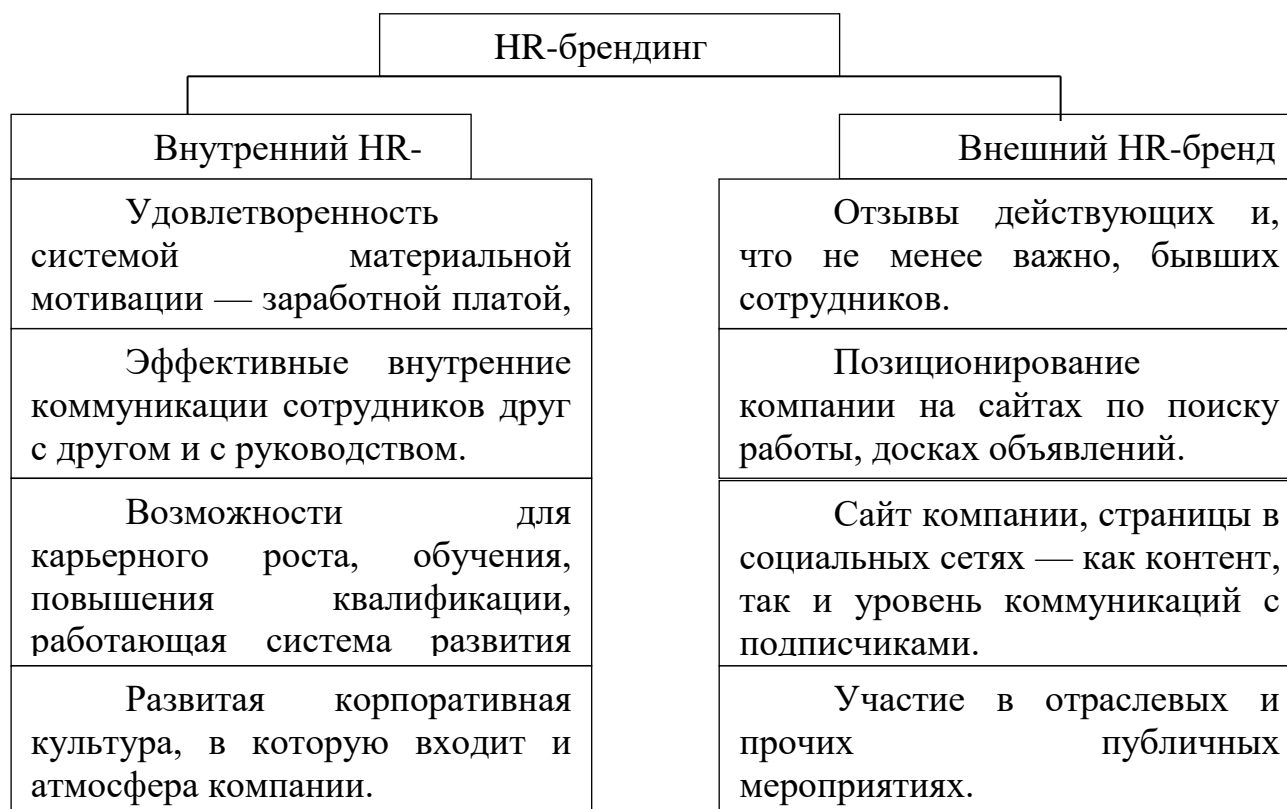 HR-брендинг
Внутренний HR-
Внешний HR-бренд
Удовлетворенность
системой материальной
мотивации — заработной платой,
Эффективные внутренние
коммуникации сотрудников друг
с другом и с руководством.
Возможности для
карьерного роста, обучения,
повышения квалификации,
работающая система развития
Развитая корпоративная
культура, в которую входит и
атмосфера компании.
Отзывы действующих и,
что не менее важно, бывших
сотрудников.
Позиционирование
компании на сайтах по поиску
работы, досках объявлений.
Сайт компании, страницы в
социальных сетях — как контент,
так и уровень коммуникаций с
подписчиками.
Участие в отраслевых и
прочих публичных
мероприятиях.